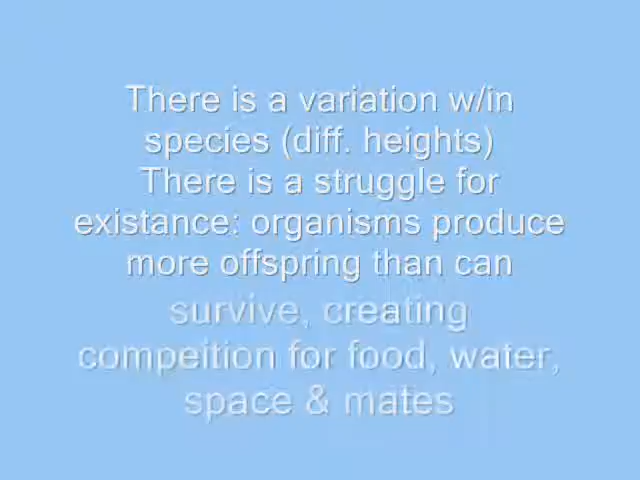 There is a variation w/in
species (diff. heights)
There is a struggle for
existance: organisms produce
more offspring than can
survive, creating
compeition for food, water,
space & mates